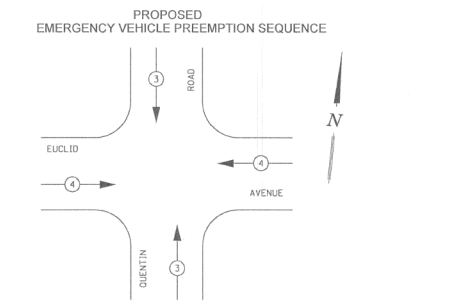 PROPOSED
EMERGENCY VEHICLE PREEMPTION SEQUENCE
3
ROAD
N
EUCLID
4
4
AVENUE
QUENTIN
3